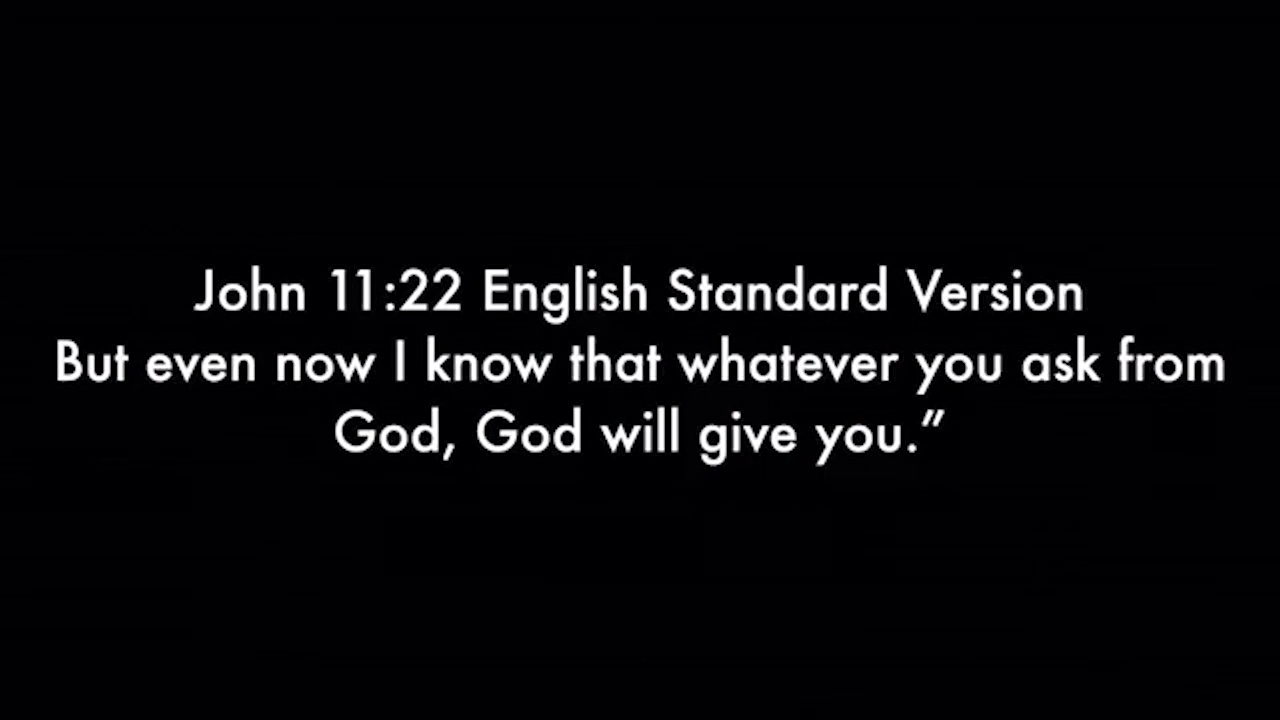 John 11:22 English Standard Version
But even now I know that whatever you ask from
God, God will give you.”